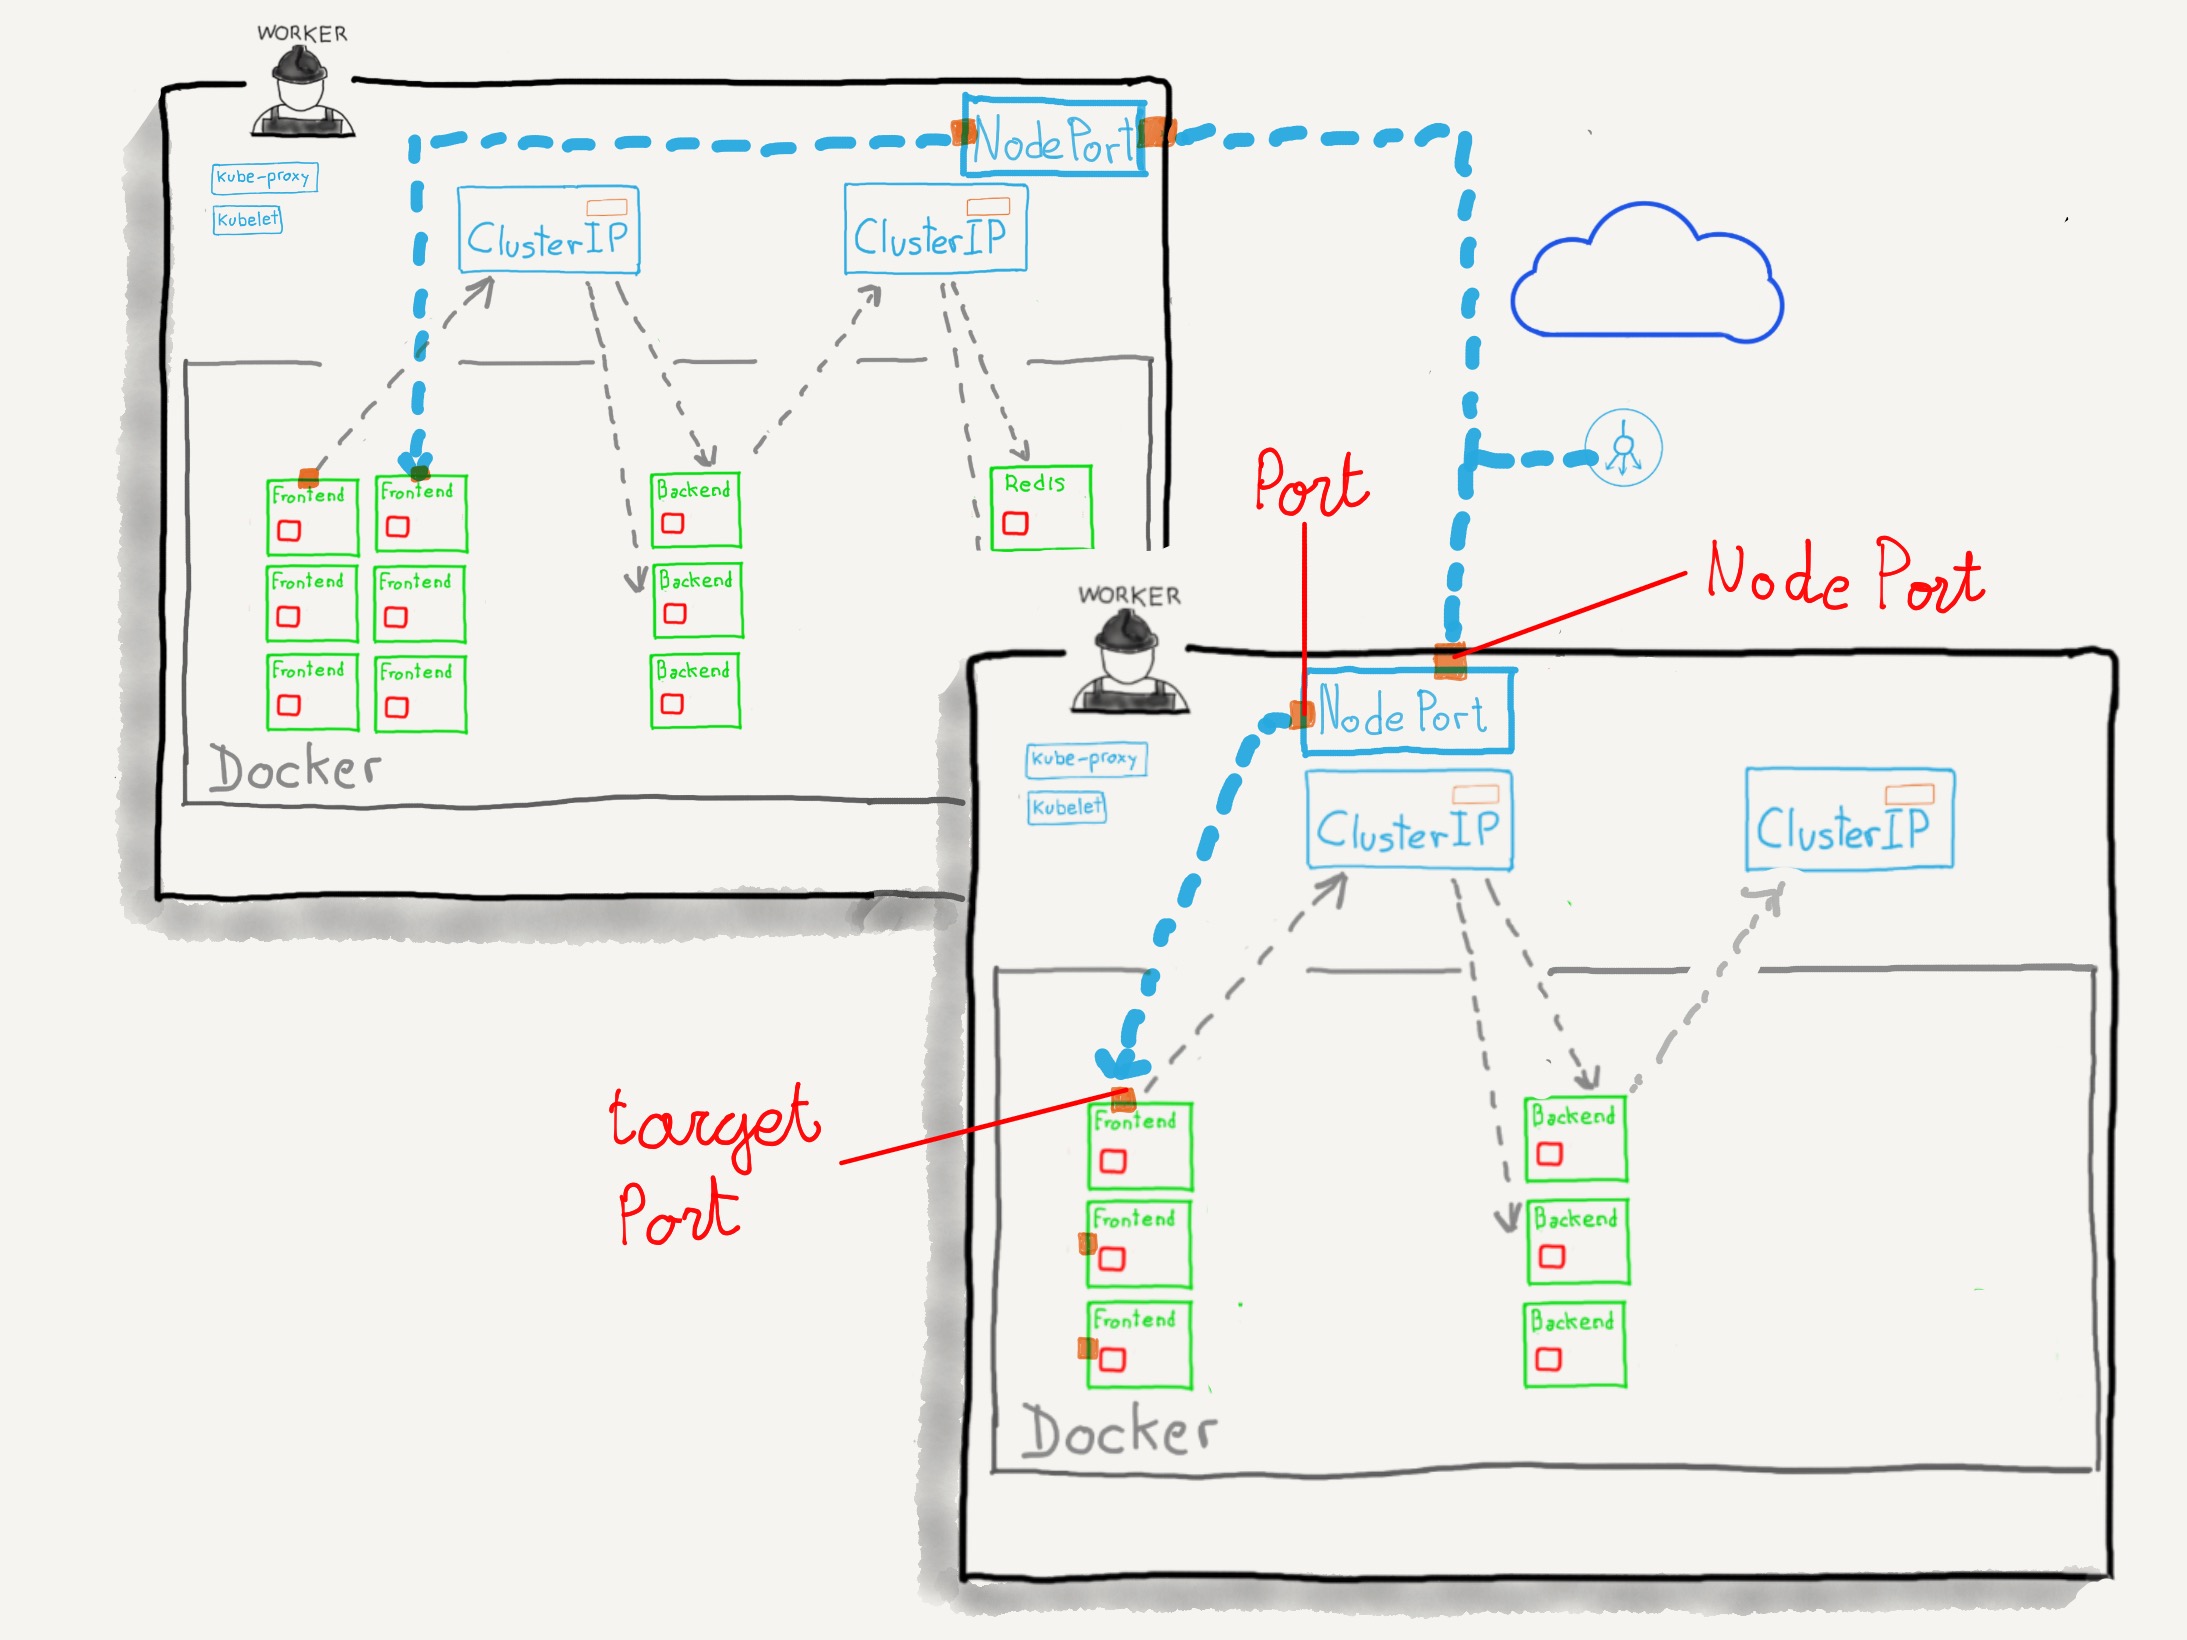 WORKER
NodePort
Kube-proxy
Kubelet
ClusterIP
ClusterIP
Frontend
Frontend
Backend
Redis
Frontend
Frontend
Backend
Frontend
Frontend
Backend
Docker
Port
Node Port
WORKER
Node Port
Kube-proxy
Kubelet
ClusterIP
ClusterIP
target
Port
Frontend
Backend
Frontend
Backend
Frontend
Backend
Docker